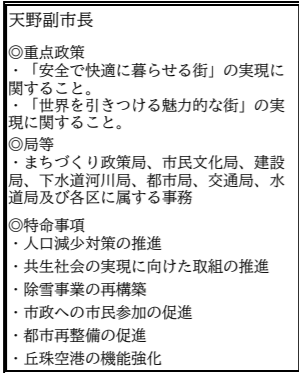 天野副市長
◎重点政策
・「安全で快適に暮らせる街」の実現に
関すること。
・「世界を引きつける魅力的な街」の実
現に関すること。
◎局等
・まちづくり政策局、市民文化局、建設
局、下水道河川局、都市局、交通局、水
道局及び各区に属する事務
◎特命事項
・人口減少対策の推進
・共生社会の実現に向けた取組の推進
・除雪事業の再構築
・市政への市民参加の促進
・都市再整備の促進
・丘珠空港の機能強化